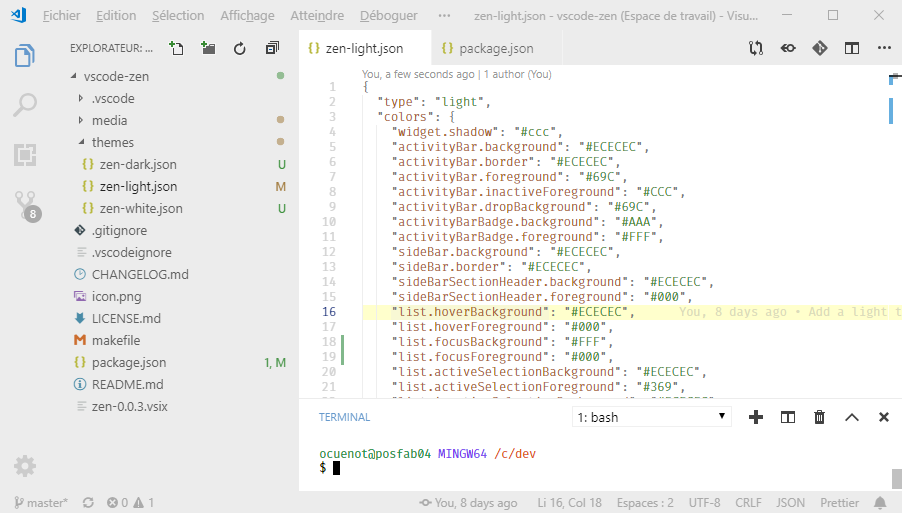 Fichier Edition Sélection Affichage Atteindre Déboguer ••• zen-light.json - vscode-zen (Espace de travail) - Visu...
EXPLORATEUR: ...
vscode-zen
.vscode
media
themes
{} zen-dark.json U
{} zen-light.json M
{} zen-white.json U
.gitignore
.vscodeignore
CHANGELOG.md
icon.png
LICENSE.md
makefile
{} package.json 1, M
README.md
zen-0.0.3.vsix
8
{} zen-light.json {} package.json
You, a few seconds ago | 1 author (You)
1 {
2 "type": "light",
3 "colors": {
4 "widget.shadow": "#ccc",
5 "activityBar.background": "#ECECEC",
6 "activityBar.border": "#ECECEC",
7 "activityBar.foreground": "#69C",
8 "activityBar.inactiveForeground": "#CCC",
9 "activityBar.dropBackground": "#69C",
10 "activityBarBadge.background": "#AAA",
11 "activityBarBadge.foreground": "#FFF",
12 "sideBar.background": "#ECECEC",
13 "sideBar.border": "#ECECEC",
14 "sideBarSectionHeader.background": "#ECECEC",
15 "sideBarSectionHeader.foreground": "#000",
16 "list.hoverBackground": "#ECECEC", You, 8 days ago • Add a light t
17 "list.hoverForeground": "#000",
18 "list.focusBackground": "#FFF",
19 "list.focusForeground": "#000",
20 "list.activeSelectionBackground": "#ECECEC",
21 "list.activeSelectionForeground": "#369",
TERMINAL 1: bash
ocuenot@posfab04 MINGW64 /c/dev
$
master* 0 1 You, 8 days ago Li 16, Col 18 Espaces : 2 UTF-8 CRLF JSON Prettier